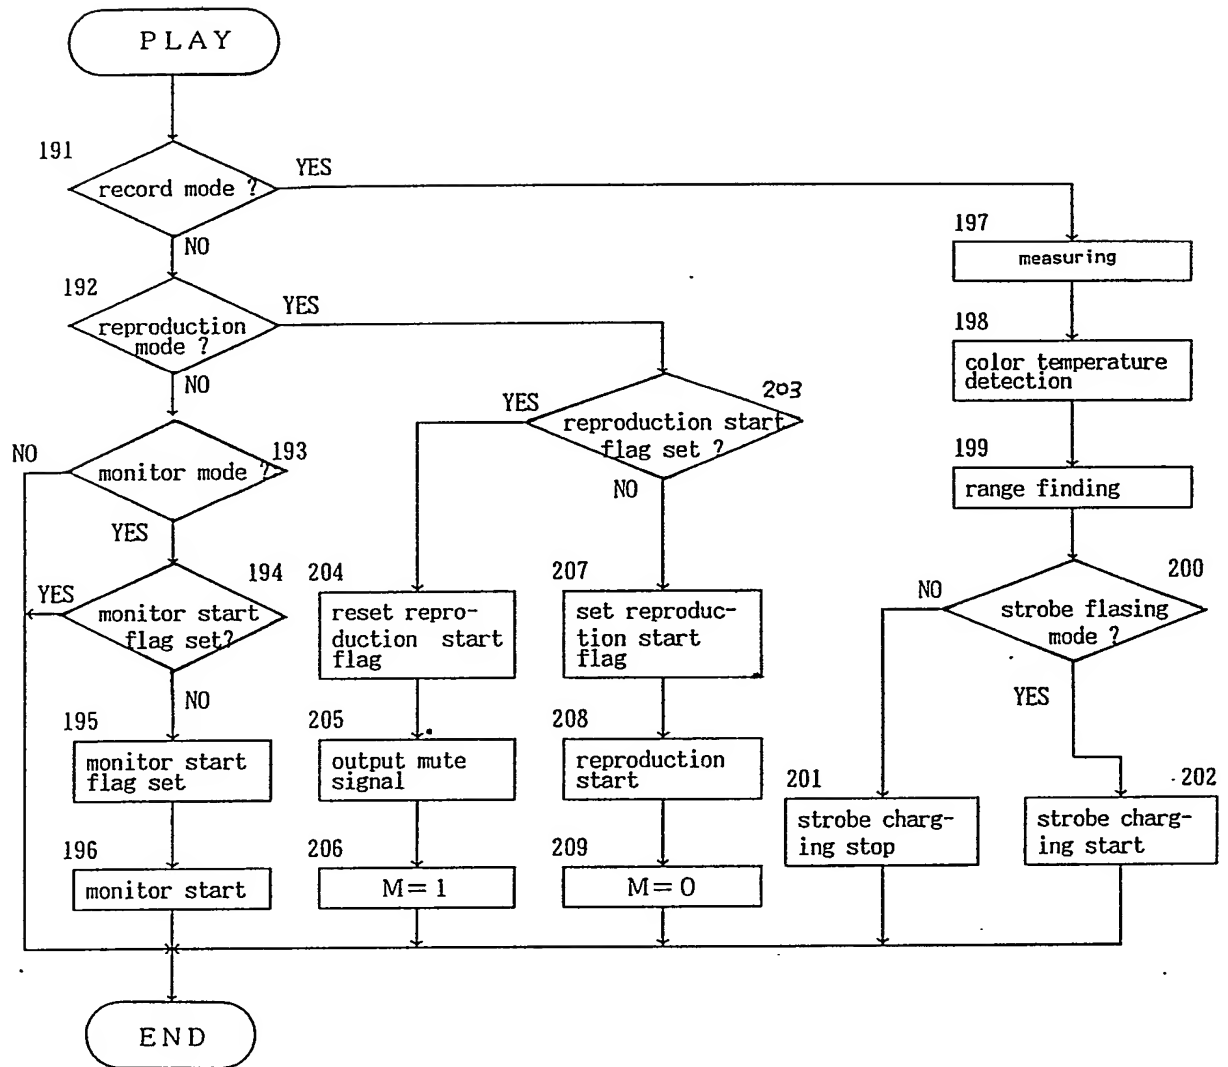 PLAY
191
record mode ?
YES
NO
192
reproduction
mode ?
YES
NO
193
monitor mode ?
NO
YES
194
monitor start
flag set?
YES
NO
195
monitor start
flag set
196
monitor start
203
reproduction start
flag set ?
YES
NO
204
reset repro-
duction start
flag
205
output mute
signal
206
M=1
207
set reproduc-
tion start
flag
208
reproduction
start
209
M=0
197
measuring
198
color temperature
detection
199
range finding
200
strobe flasing
mode ?
NO
YES
201
strobe charg-
ing stop
202
strobe charg-
ing start
END